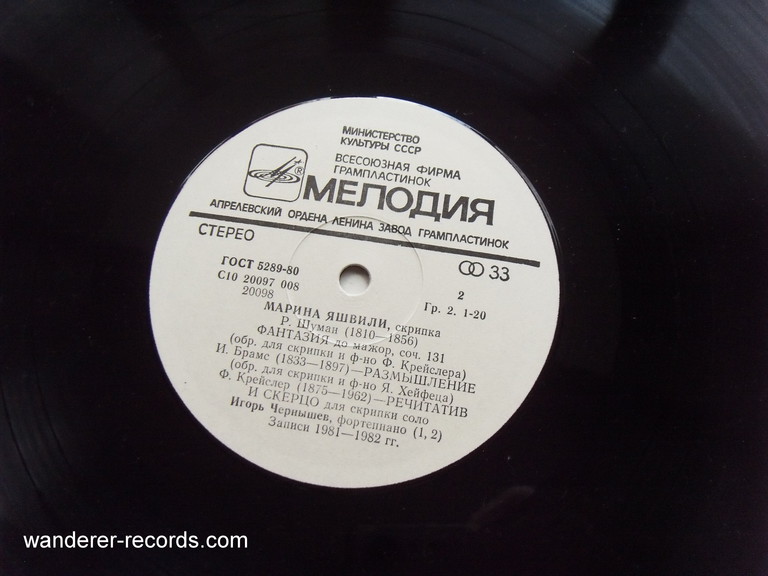 МИНИСТЕРСТВО
КУЛЬТУРЫ СССР
ВСЕСОЮЗНАЯ ФИРМА
ГРАМПЛАСТИНОК
® МЕЛОДИЯ
АПРЕЛЕВСКИЙ ОРДЕНА ЛЕНИНА ЗАВОД ГРАМПЛАСТИНОК
СТЕРЕО
33
ГОСТ 5289-80
С10 20097 008
20098
2
Гр. 2. 1-20
МАРИНА ЯШВИЛИ, скрипка
Р. Шуман (1810—1856)
ФАНТАЗИЯ до мажор, соч. 131
(обр. для скрипки и ф-но Ф. Крейслера)
И. Брамс (1833—1897)—РАЗМЫШЛЕНИЕ
(обр. для скрипки и ф-но Я. Хейфеца)
Ф. Крейслер (1875—1962)—РЕЧИТАТИВ
И СКЕРЦО для скрипки соло
Игорь Чернышев, фортепиано (1, 2)
Записи 1981—1982 гг.
wanderer-records.com